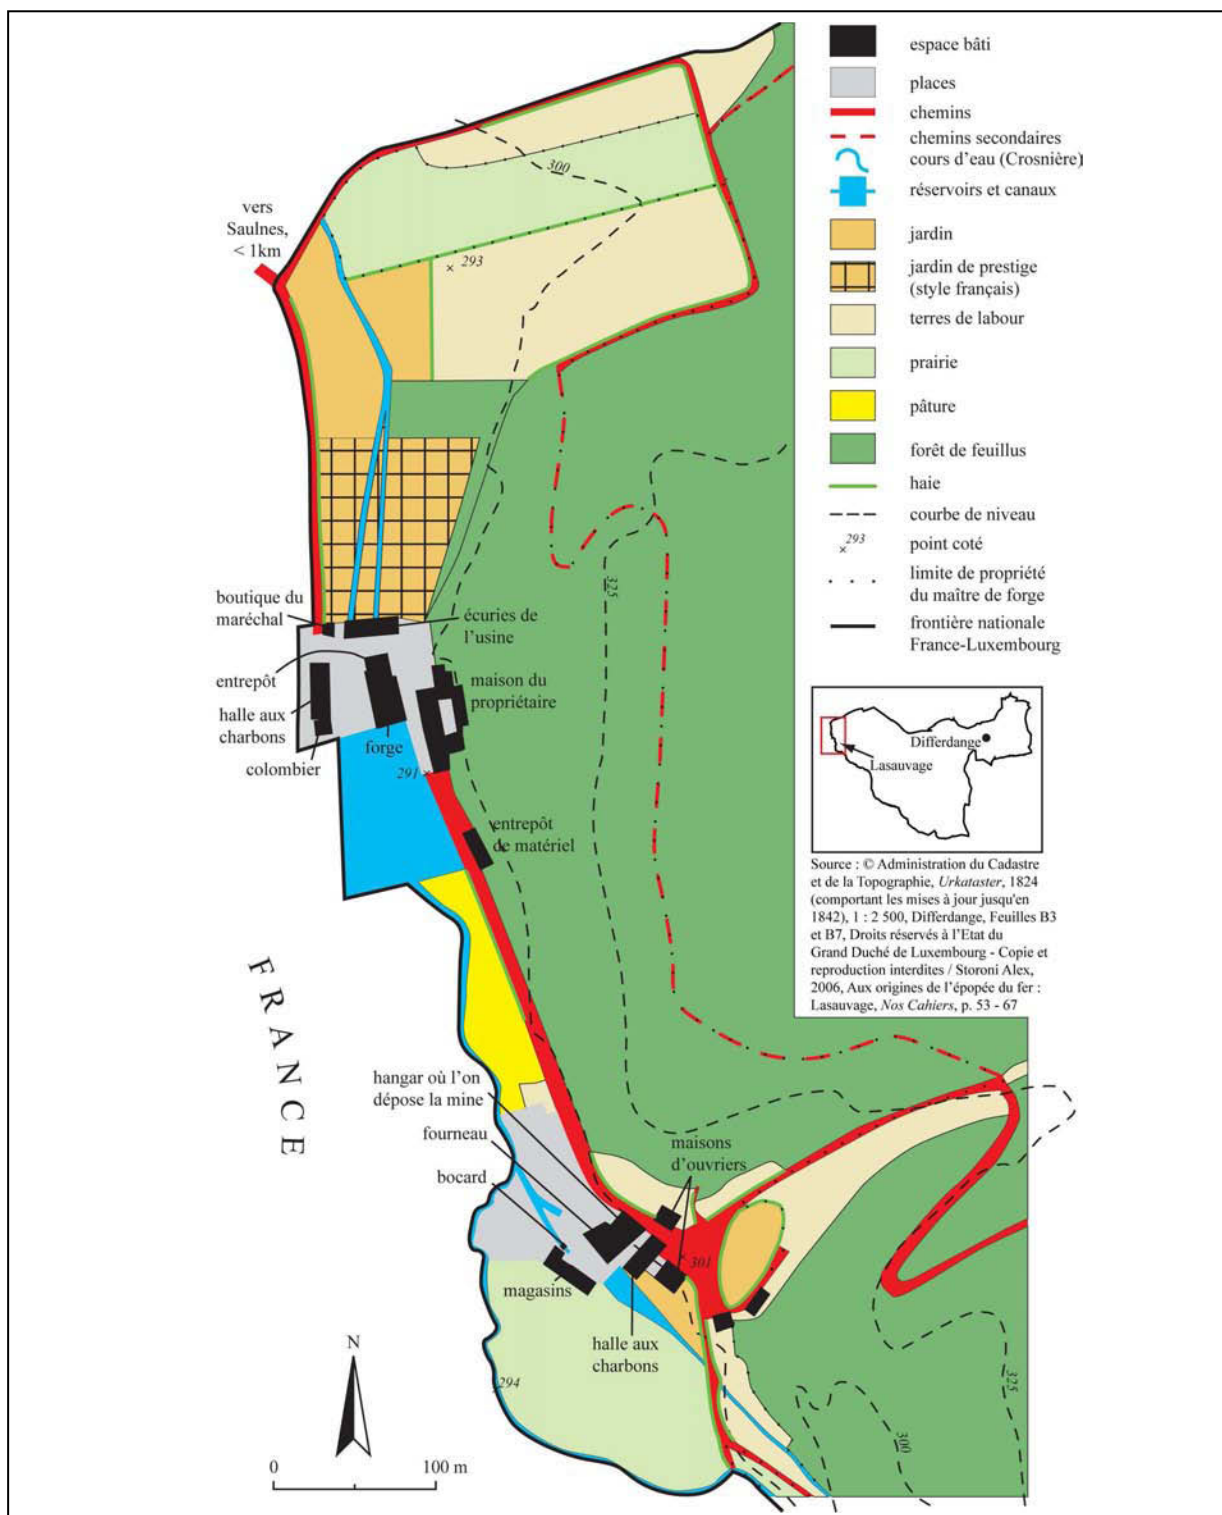 espace bâti
places
chemins
chemins secondaires
cours d'eau (Crosnière)
réservoirs et canaux
jardin
jardin de prestige
(style français)
terres de labour
prairie
pâture
forêt de feuillus
haie
courbe de niveau
293
point coté
limite de propriété
du maître de forge
frontière nationale
France-Luxembourg
300
vers
Saulnes,
< 1km
293
325
boutique du
maréchal
écuries de
l'usine
entrepôt
maison du
propriétaire
halle aux
charbons
forge
colombier
291
entrepôt
de matériel
Differdange
Lasauvage
Source : © Administration du Cadastre
et de la Topographie, Urkataster, 1824
(comportant les mises à jour jusqu'en
1842), 1 : 2 500, Differdange, Feuilles B3
et B7, Droits réservés à l'Etat du
Grand Duché de Luxembourg - Copie et
reproduction interdites / Storoni Alex,
2006, Aux origines de l'épopée du fer :
Lasauvage, Nos Cahiers, p. 53 - 67
FRANCE
hangar où l'on
dépose la mine
fourneau
bocard
maisons
d'ouvriers
301
magasins
halle aux
charbons
294
325
300
N
0 100 m